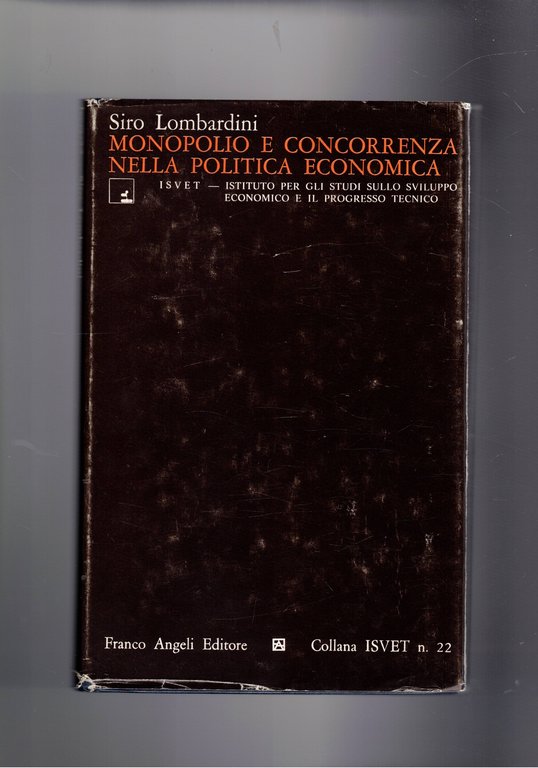 Siro Lombardini
MONOPOLIO E CONCORRENZA
NELLA POLITICA ECONOMICA
ISVET — ISTITUTO PER GLI STUDI SULLO SVILUPPO
ECONOMICO E IL PROGRESSO TECNICO
Franco Angeli Editore FA Collana ISVET n. 22